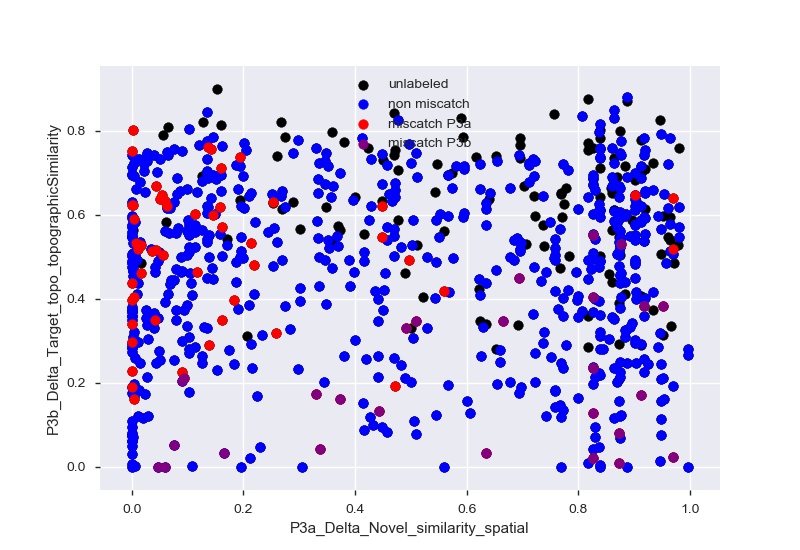 unlabeled
non miscatch
miscatch P3a
miscatch P3b
0.8
0.6
0.4
0.2
0.0
P3b_Delta_Target_topo_topographicSimilarity
0.0 0.2 0.4 0.6 0.8 1.0
P3a_Delta_Novel_similarity_spatial